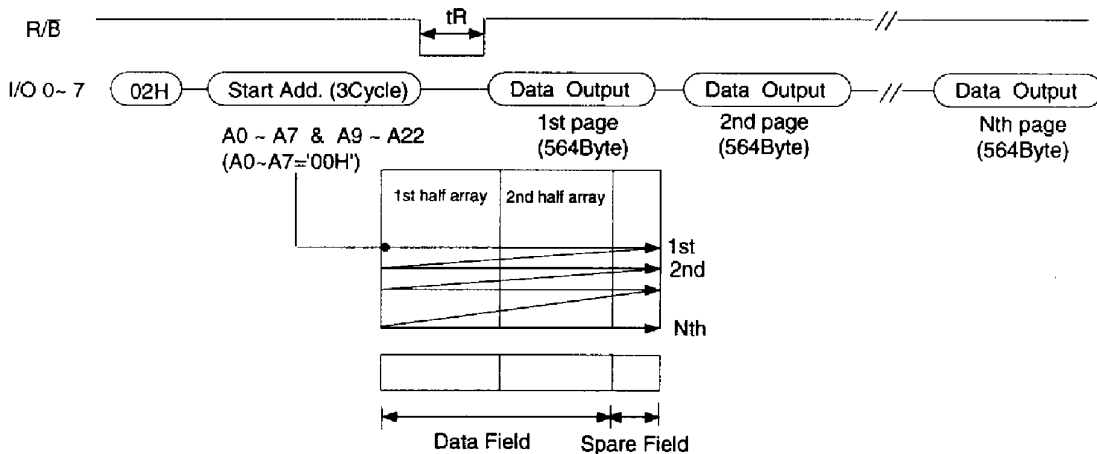 tR
R/B̅
//
I/O 0~ 7 02H Start Add. (3Cycle) Data Output Data Output // Data Output
1st page 2nd page Nth page
(564Byte) (564Byte) (564Byte)
A0 ~ A7 & A9 ~ A22
(A0~A7='00H')
1st half array 2nd half array
1st
2nd
Nth
Data Field Spare Field